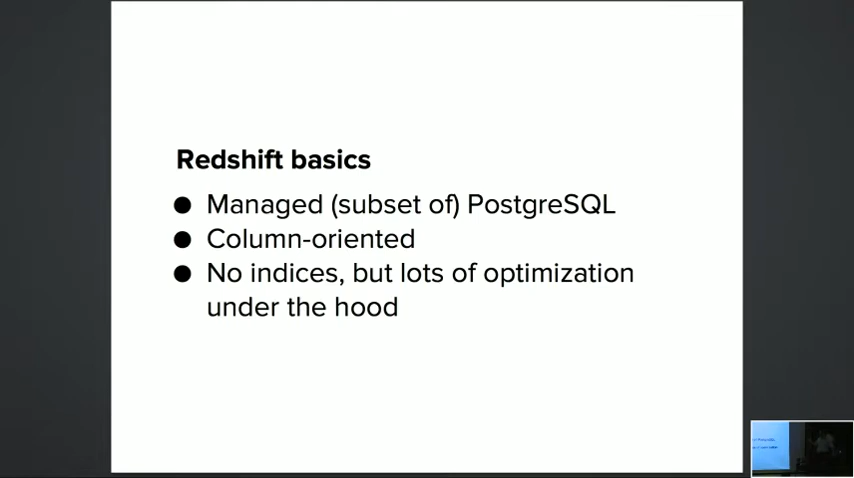 Redshift basics
● Managed (subset of) PostgreSQL
● Column-oriented
● No indices, but lots of optimization
under the hood